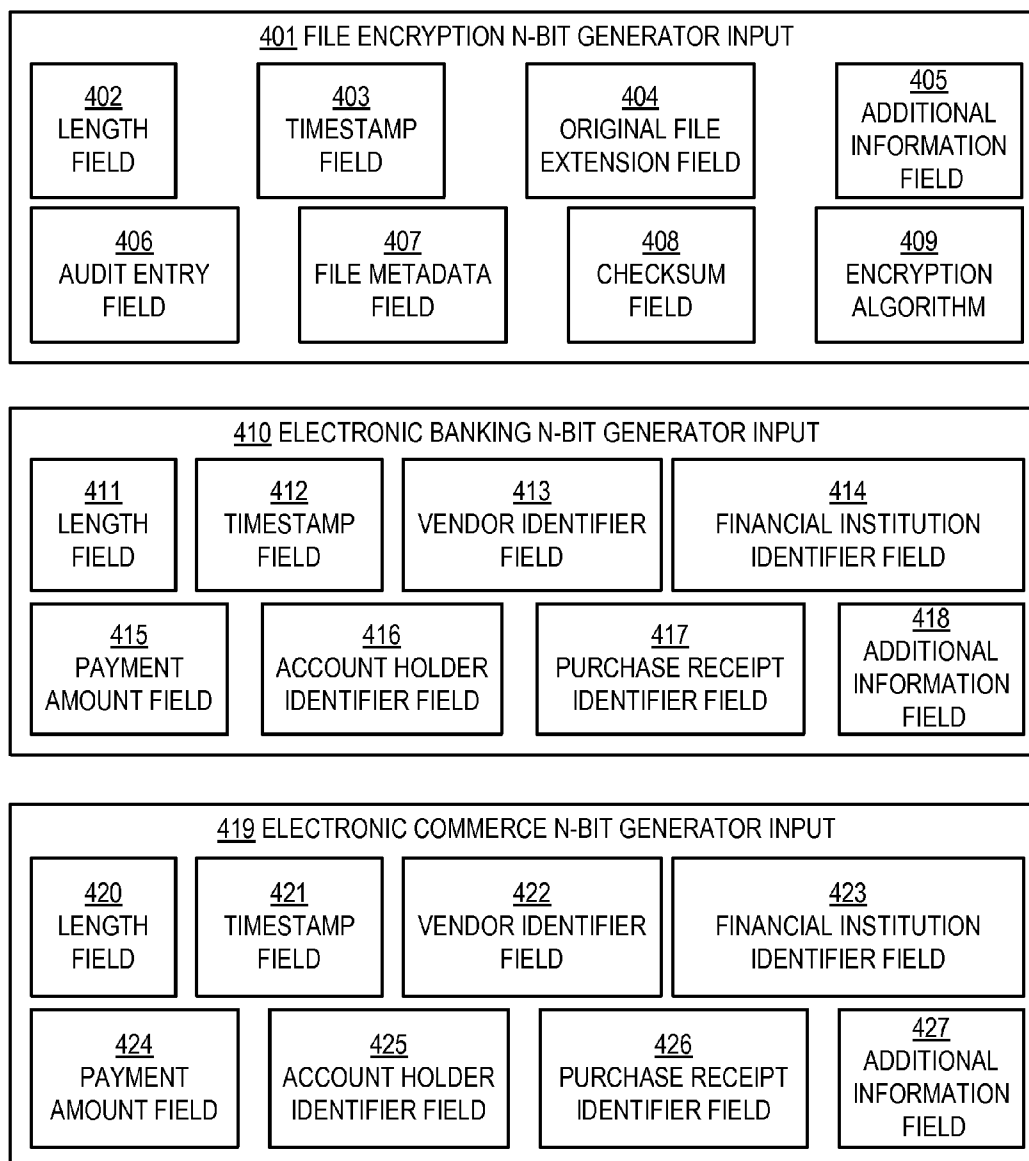 401 FILE ENCRYPTION N-BIT GENERATOR INPUT
402
LENGTH
FIELD
403
TIMESTAMP
FIELD
404
ORIGINAL FILE
EXTENSION FIELD
405
ADDITIONAL
INFORMATION
FIELD
406
AUDIT ENTRY
FIELD
407
FILE METADATA
FIELD
408
CHECKSUM
FIELD
409
ENCRYPTION
ALGORITHM
410 ELECTRONIC BANKING N-BIT GENERATOR INPUT
411
LENGTH
FIELD
412
TIMESTAMP
FIELD
413
VENDOR IDENTIFIER
FIELD
414
FINANCIAL INSTITUTION
IDENTIFIER FIELD
415
PAYMENT
AMOUNT FIELD
416
ACCOUNT HOLDER
IDENTIFIER FIELD
417
PURCHASE RECEIPT
IDENTIFIER FIELD
418
ADDITIONAL
INFORMATION
FIELD
419 ELECTRONIC COMMERCE N-BIT GENERATOR INPUT
420
LENGTH
FIELD
421
TIMESTAMP
FIELD
422
VENDOR IDENTIFIER
FIELD
423
FINANCIAL INSTITUTION
IDENTIFIER FIELD
424
PAYMENT
AMOUNT FIELD
425
ACCOUNT HOLDER
IDENTIFIER FIELD
426
PURCHASE RECEIPT
IDENTIFIER FIELD
427
ADDITIONAL
INFORMATION
FIELD